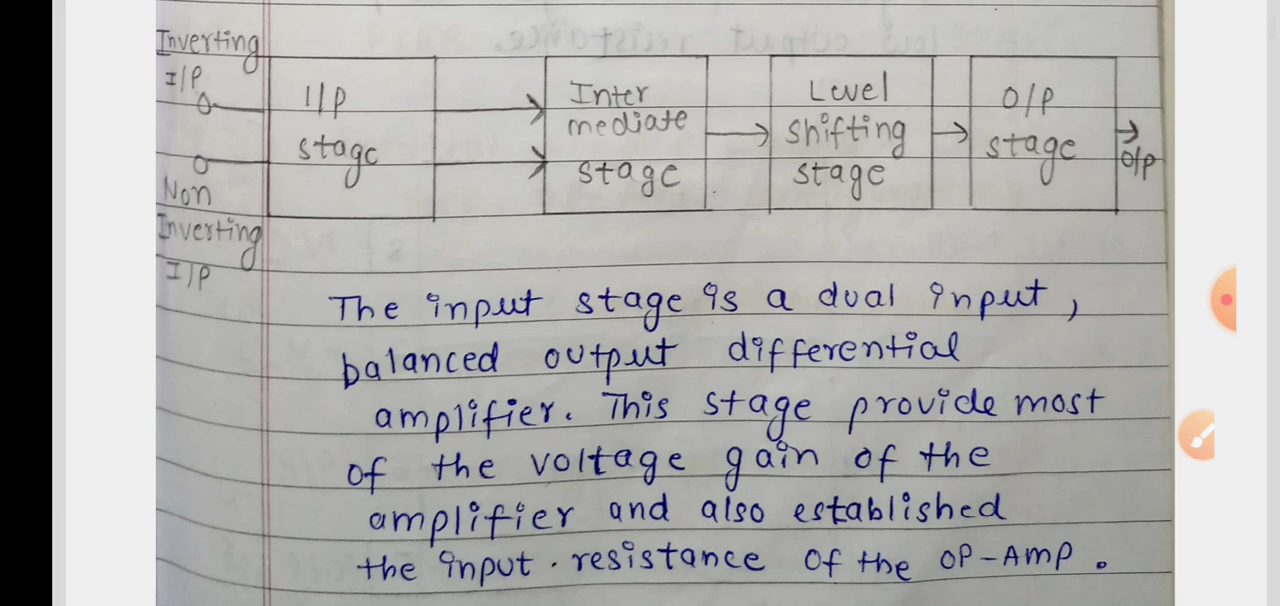 Inverting
I/P
I/P
stage
Inter
mediate
stage
Level
shifting
stage
O/P
stage
O/P
Non
Inverting
I/P
The input stage is a dual input,
balanced output differential
amplifier. This stage provide most
of the voltage gain of the
amplifier and also established
the input. resistance of the OP-AMP.